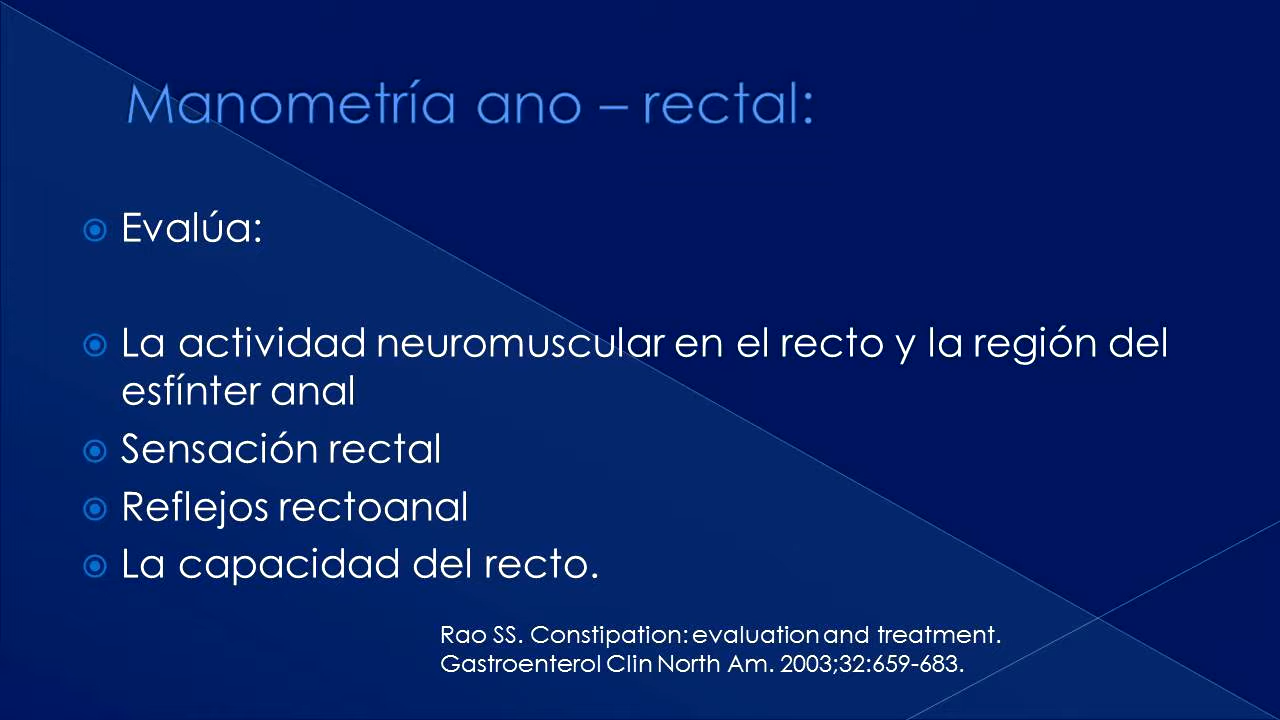 Manometría ano – rectal:
Evalúa:
La actividad neuromuscular en el recto y la región del
esfínter anal
Sensación rectal
Reflejos rectoanal
La capacidad del recto.
Rao SS. Constipation: evaluation and treatment.
Gastroenterol Clin North Am. 2003;32:659-683.